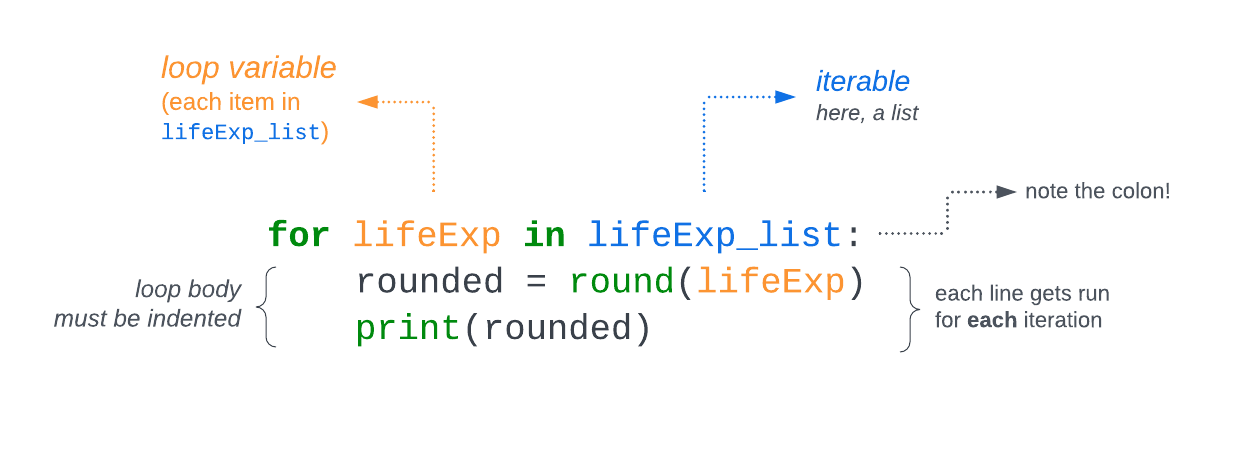 loop variable
(each item in
lifeExp_list)
iterable
here, a list
note the colon!
for lifeExp in lifeExp_list:
rounded = round(lifeExp)
print(rounded)
loop body
must be indented
each line gets run
for each iteration